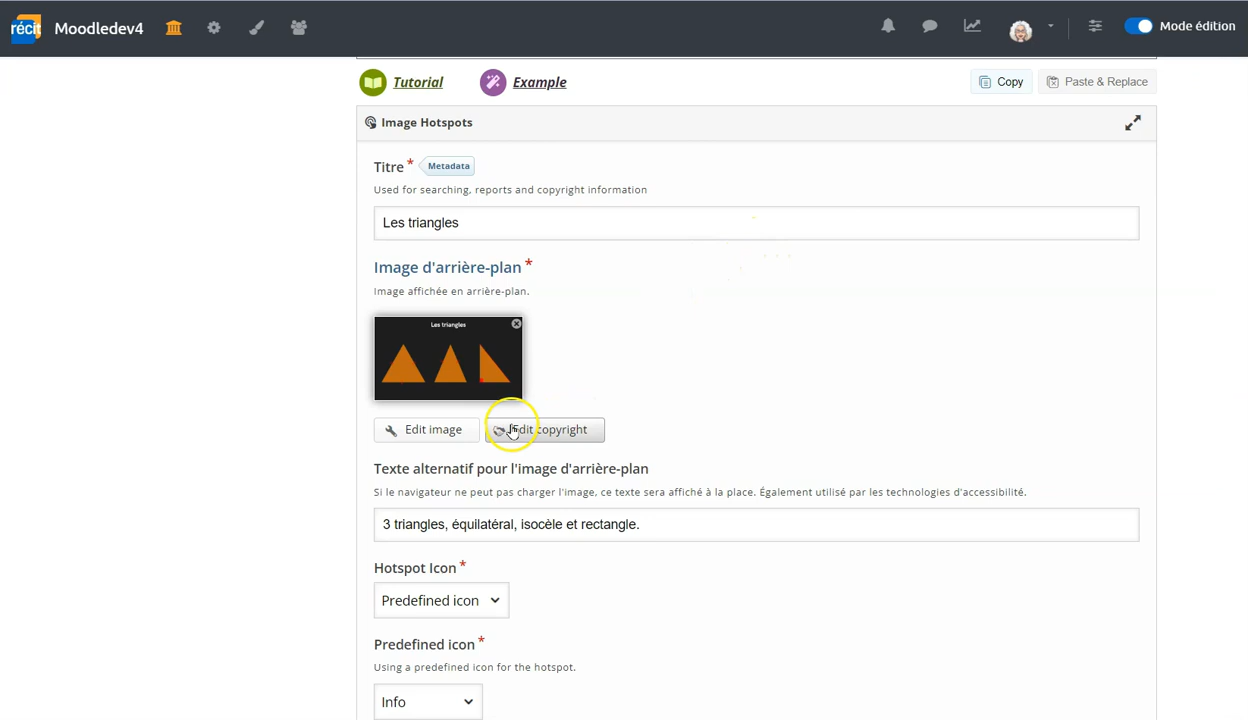 récit Moodledev4 Mode édition
Tutorial Example Copy Paste & Replace
Image Hotspots
Titre * Metadata
Used for searching, reports and copyright information
Les triangles
Image d'arrière-plan *
Image affichée en arrière-plan.
Les triangles
Edit image Edit copyright
Texte alternatif pour l'image d'arrière-plan
Si le navigateur ne peut pas charger l'image, ce texte sera affiché à la place. Également utilisé par les technologies d'accessibilité.
3 triangles, équilatéral, isocèle et rectangle.
Hotspot Icon *
Predefined icon
Predefined icon *
Using a predefined icon for the hotspot.
Info